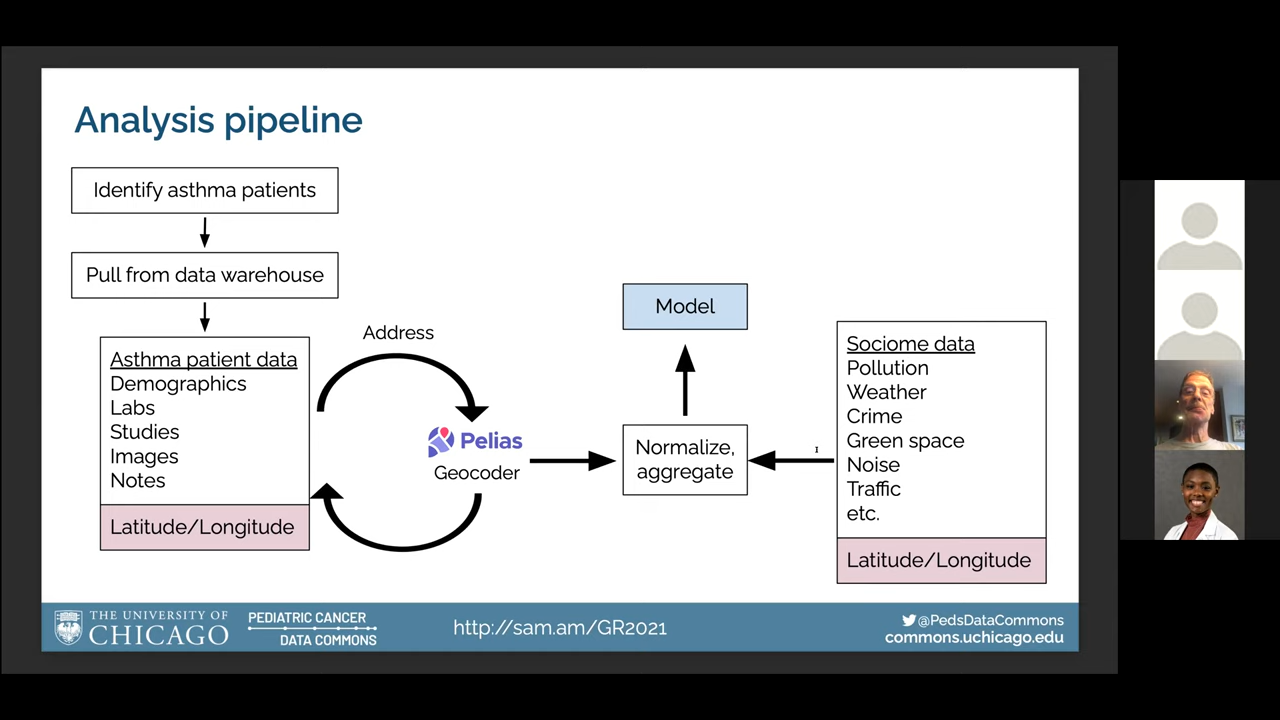 Analysis pipeline
Identify asthma patients
Pull from data warehouse
Asthma patient data
Demographics
Labs
Studies
Images
Notes
Latitude/Longitude
Address
Pelias
Geocoder
Model
Normalize,
aggregate
Sociome data
Pollution
Weather
Crime
Green space
Noise
Traffic
etc.
Latitude/Longitude
THE UNIVERSITY OF
CHICAGO
PEDIATRIC CANCER
DATA COMMONS
http://sam.am/GR2021
@PedsDataCommons
commons.uchicago.edu